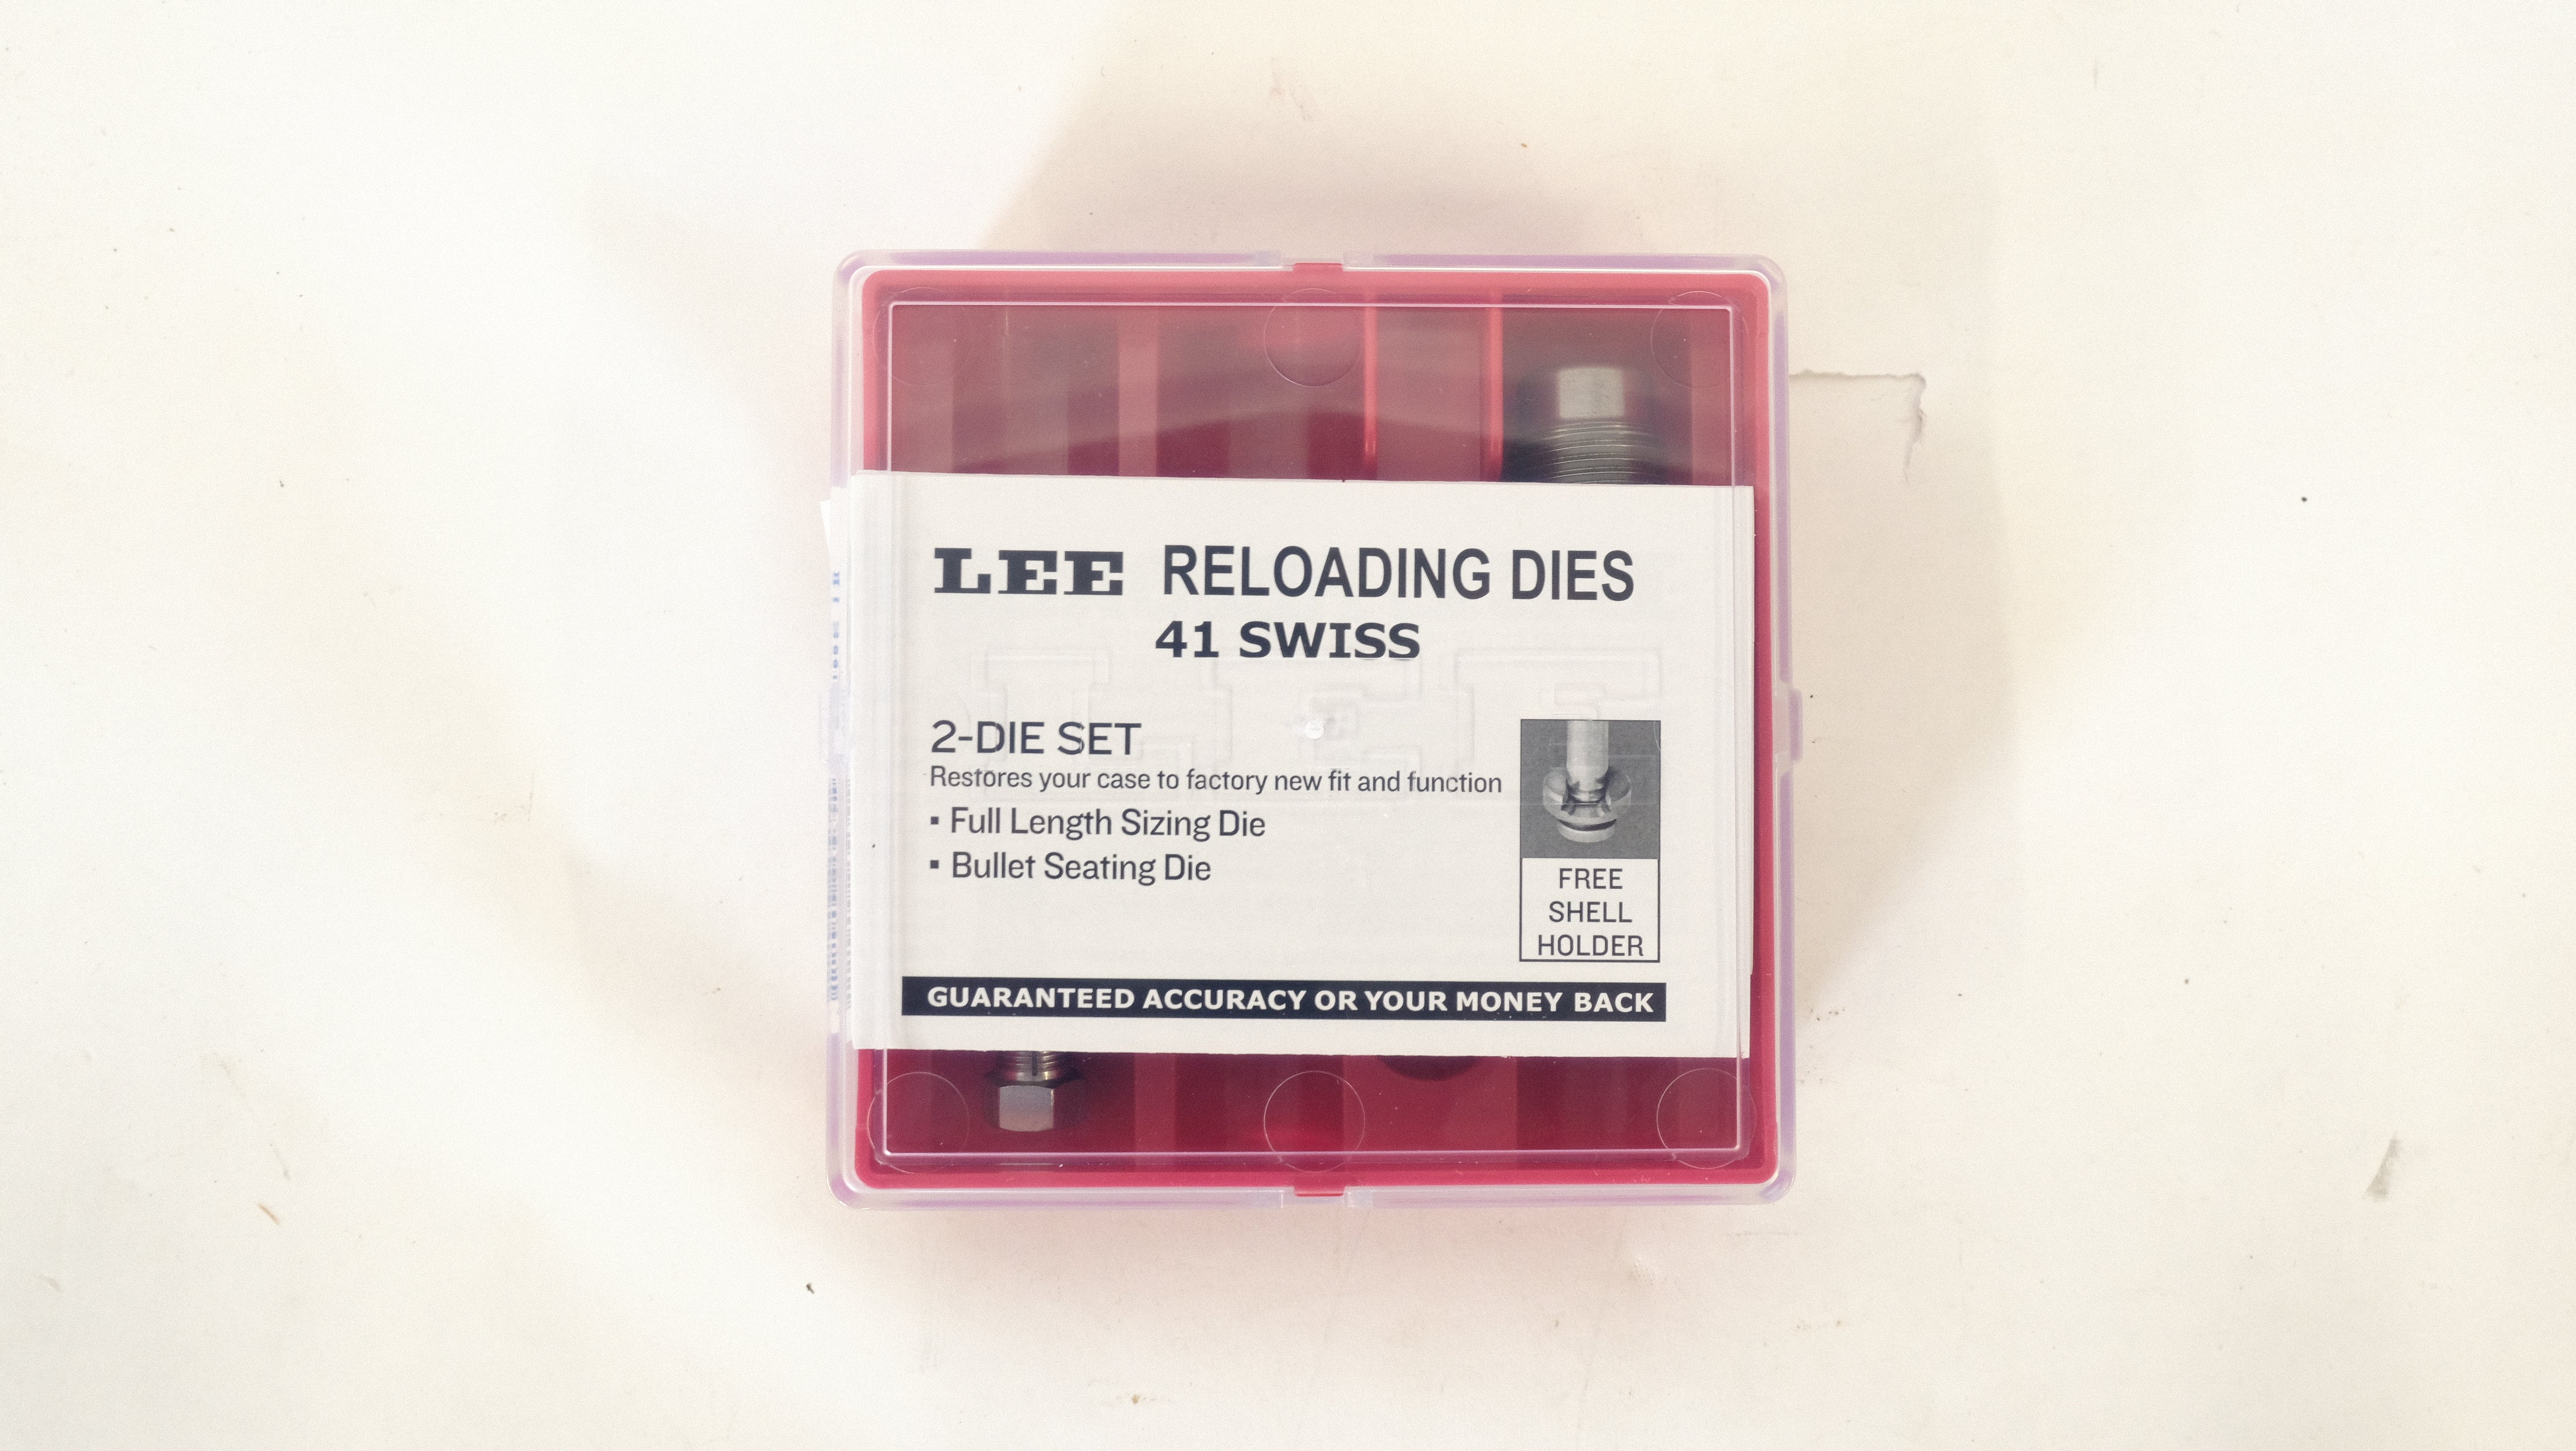 LEE RELOADING DIES
41 SWISS
LEE
2-DIE SET
Restores your case to factory new fit and function
▪ Full Length Sizing Die
▪ Bullet Seating Die
FREE
SHELL
HOLDER
GUARANTEED ACCURACY OR YOUR MONEY BACK